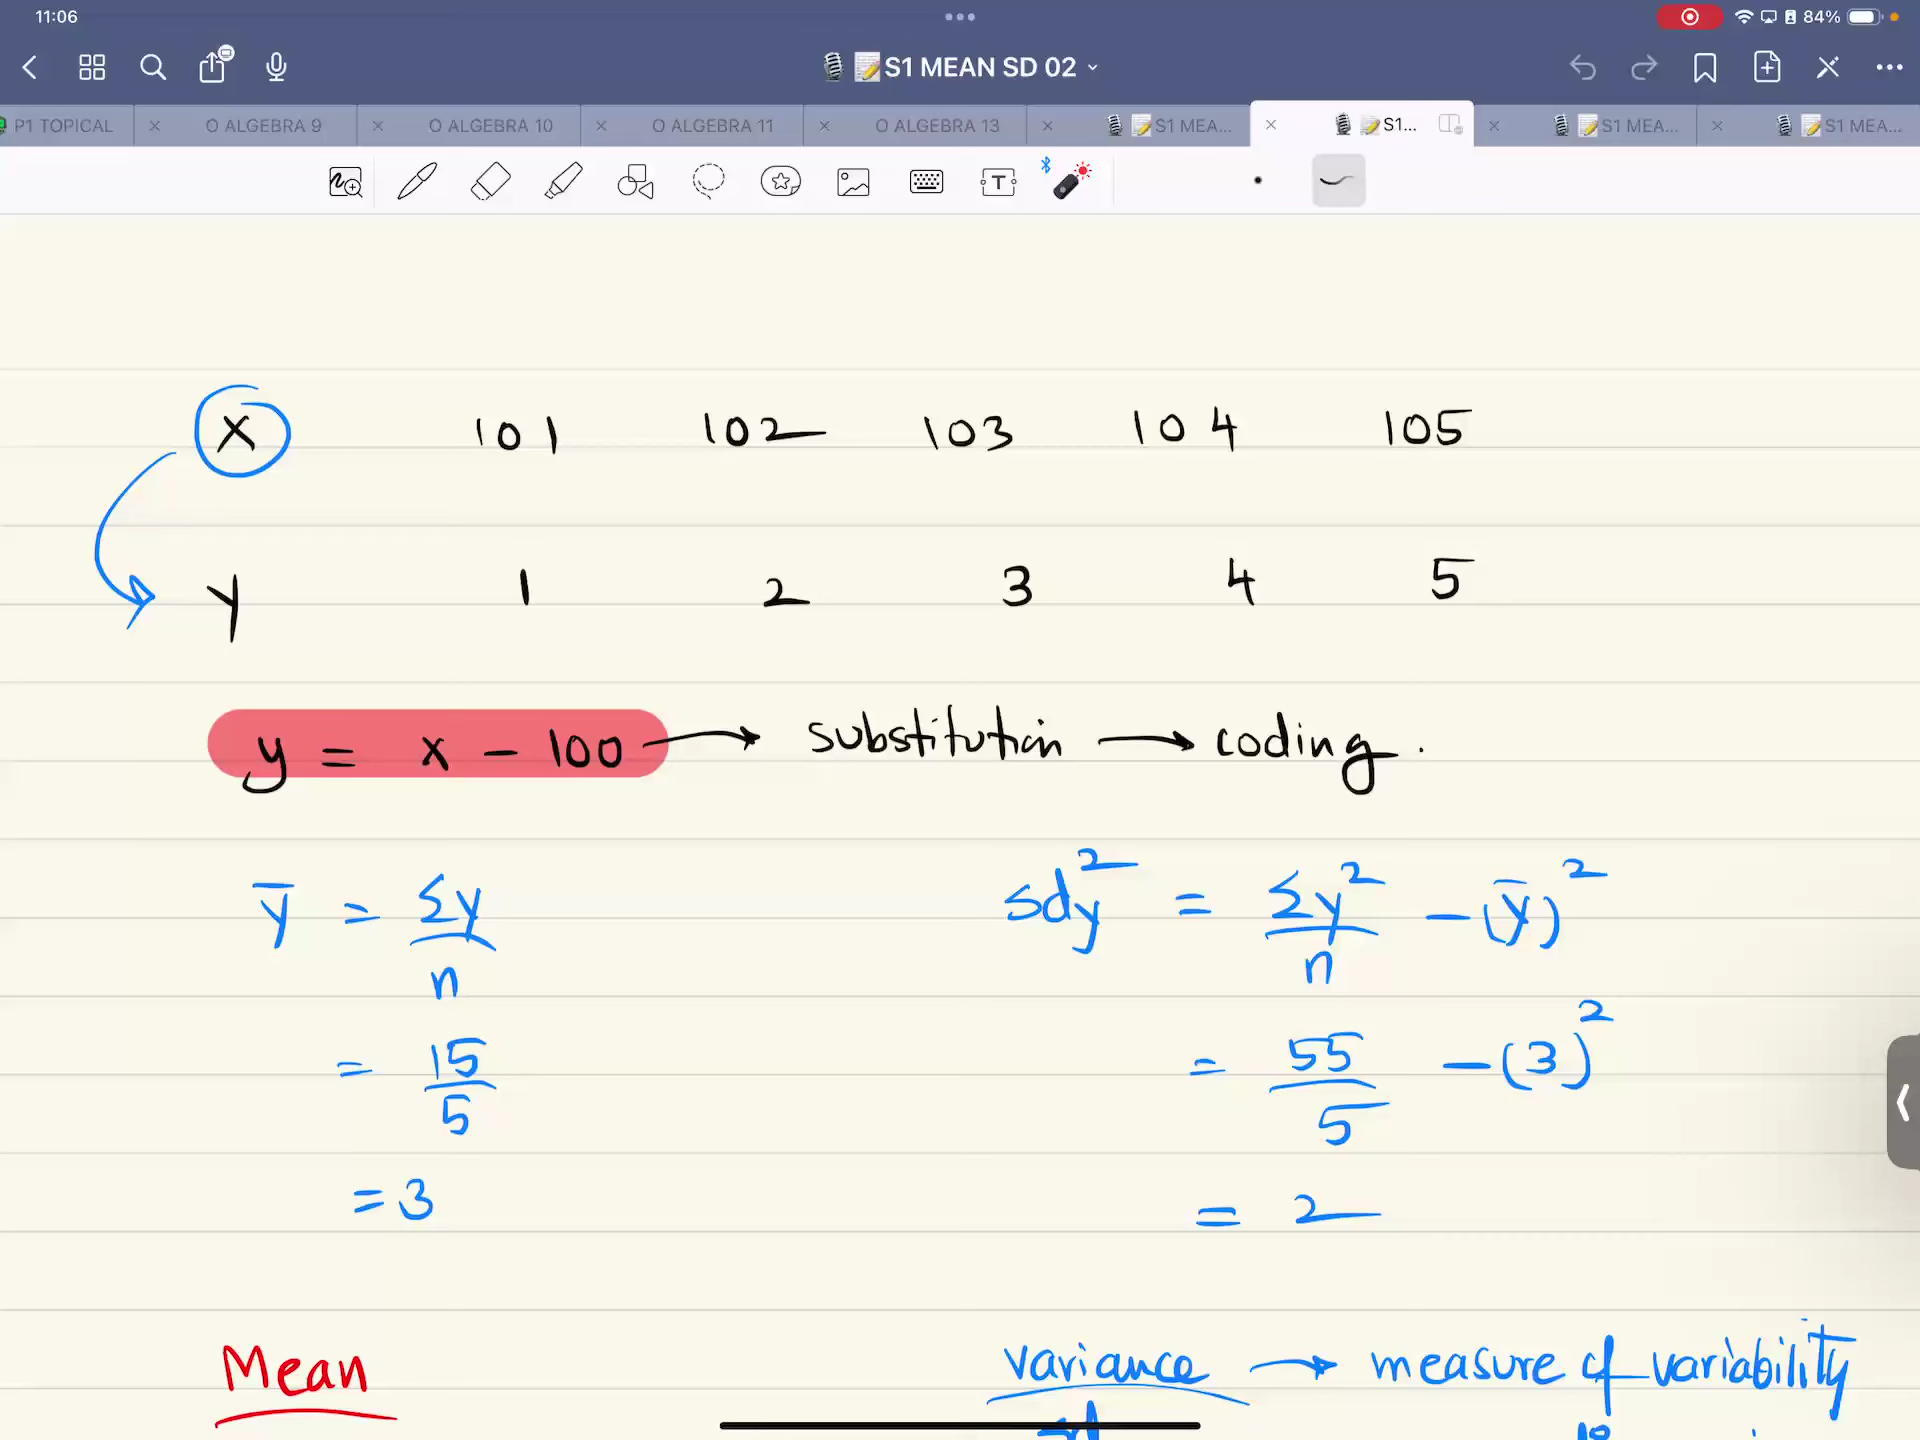 11:06 84%
S1 MEAN SD 02
P1 TOPICAL O ALGEBRA 9 O ALGEBRA 10 O ALGEBRA 11 O ALGEBRA 13 S1 MEA... S1... S1 MEA... S1 MEA...
x 101 102 103 104 105
y 1 2 3 4 5
y = x - 100 → substitution → coding.
ȳ = Σy/n sdy² = Σy²/n - (ȳ)²
= 15/5 = 55/5 - (3)²
= 3 = 2
Mean variance → measure of variability
sd